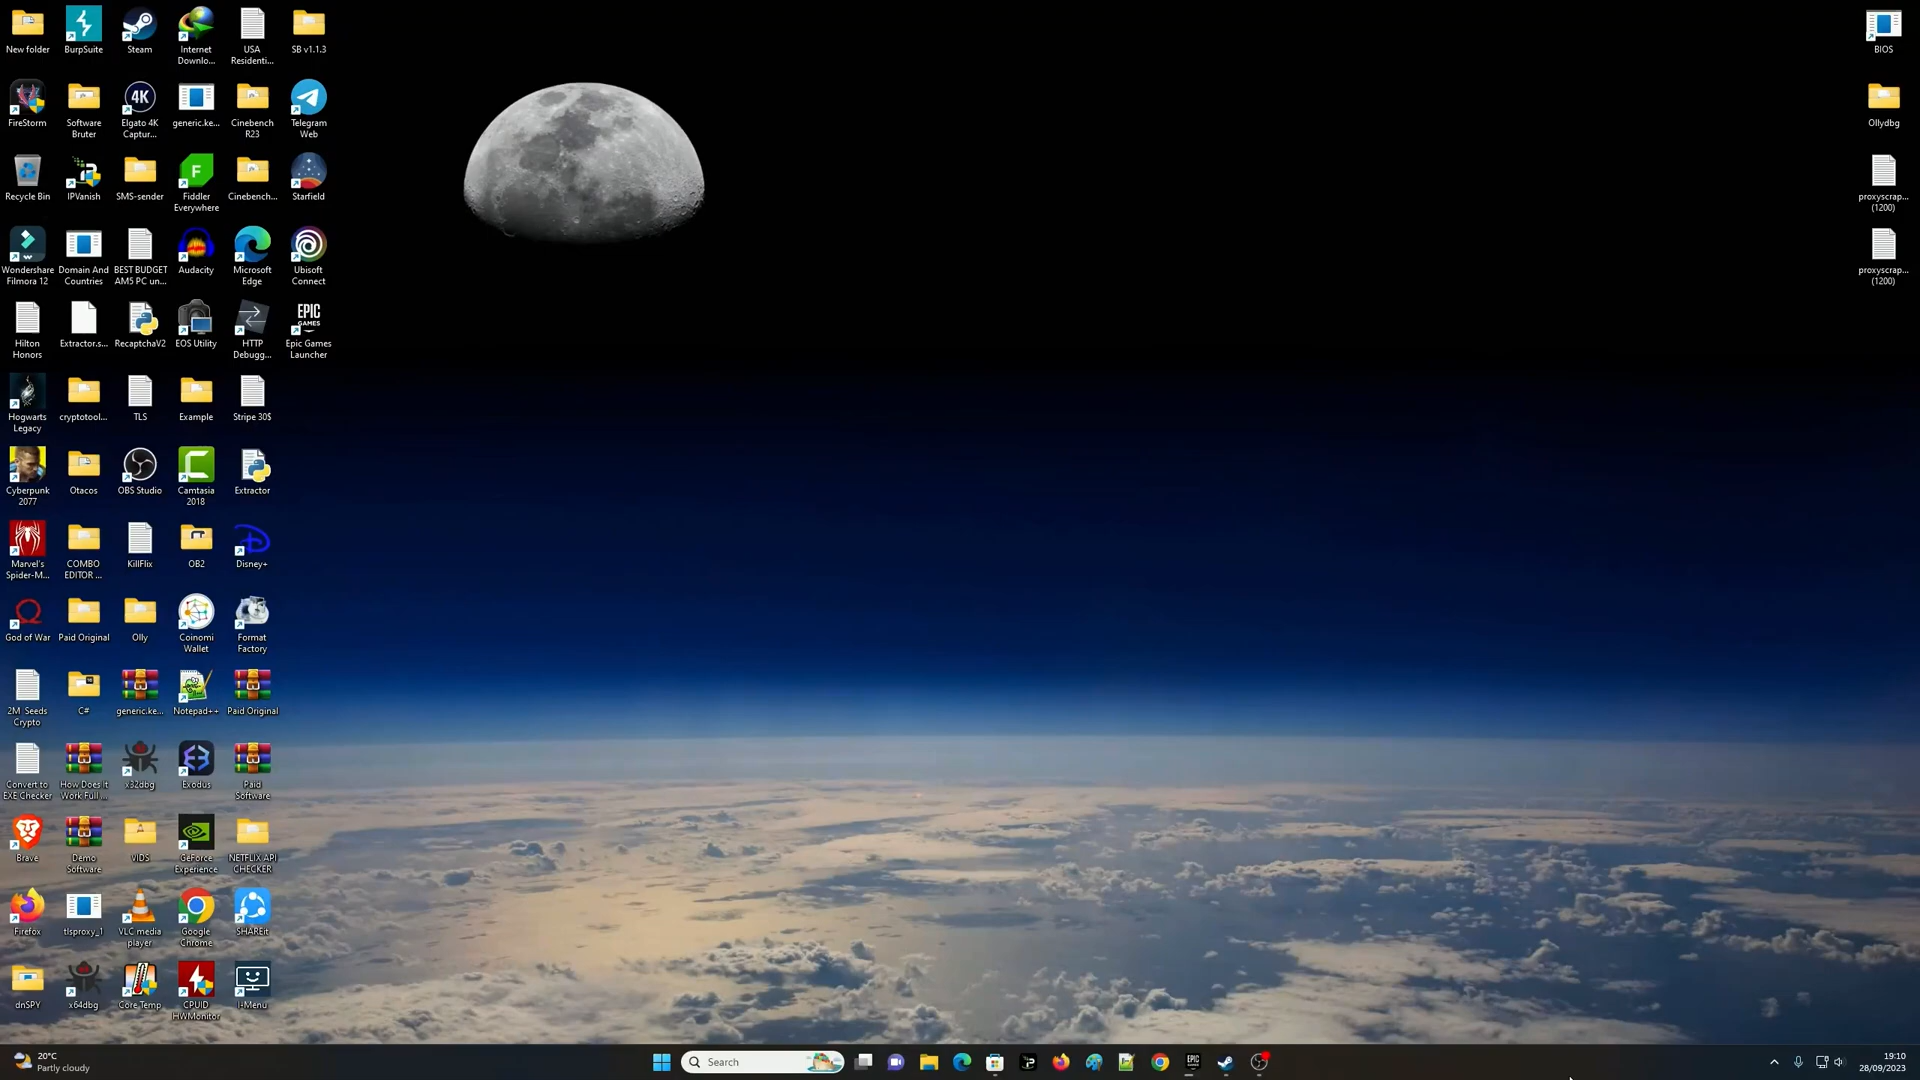 New folder
BurpSuite
Steam
Internet
Downlo...
USA
Residenti...
SB v1.1.3
FireStorm
Software
Bruter
4K
Elgato 4K
Captur...
generic.ke...
Cinebench
R23
Telegram
Web
Recycle Bin
IPVanish
SMS-sender
F
Fiddler
Everywhere
Cinebench...
Starfield
Wondershare
Filmora 12
Domain And
Countries
BEST BUDGET
AM5 PC un...
Audacity
Microsoft
Edge
Ubisoft
Connect
Hilton
Honors
Extractor.s...
RecaptchaV2
EOS Utility
HTTP
Debugg...
EPIC
GAMES
Epic Games
Launcher
Hogwarts
Legacy
cryptotool...
TLS
Example
Stripe 30$
Cyberpunk
2077
Otacos
OBS Studio
Camtasia
2018
Extractor
Marvel's
Spider-M...
COMBO
EDITOR ...
KillFlix
OB2
Disney+
God of War
Paid Original
Olly
Coinomi
Wallet
Format
Factory
2M Seeds
Crypto
C#
generic.ke...
Notepad++
Paid Original
Convert to
EXE Checker
How Does It
Work Full ...
x32dbg
Exodus
Paid
Software
Brave
Demo
Software
VIDS
GeForce
Experience
NETFLIX API
CHECKER
Firefox
tlsproxy_1
VLC media
player
Google
Chrome
SHAREit
dnSPY
x64dbg
Core Temp
CPUID
HWMonitor
I-Menu
BIOS
Ollydbg
proxyscrap...
(1200)
proxyscrap...
(1200)
20°C
Partly cloudy
Search
19:10
28/09/2023